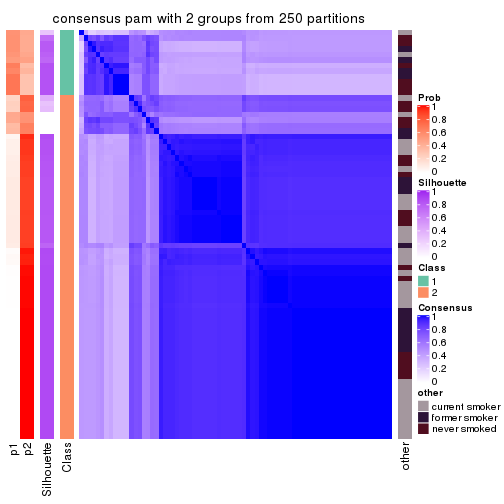 consensus pam with 2 groups from 250 partitions
Prob
1
0.8
0.6
0.4
0.2
0
Silhouette
1
0.8
0.6
0.4
0.2
0
Class
1
2
Consensus
1
0.8
0.6
0.4
0.2
0
other
current smoker
former smoker
never smoked
p1
p2
Silhouette
Class
other